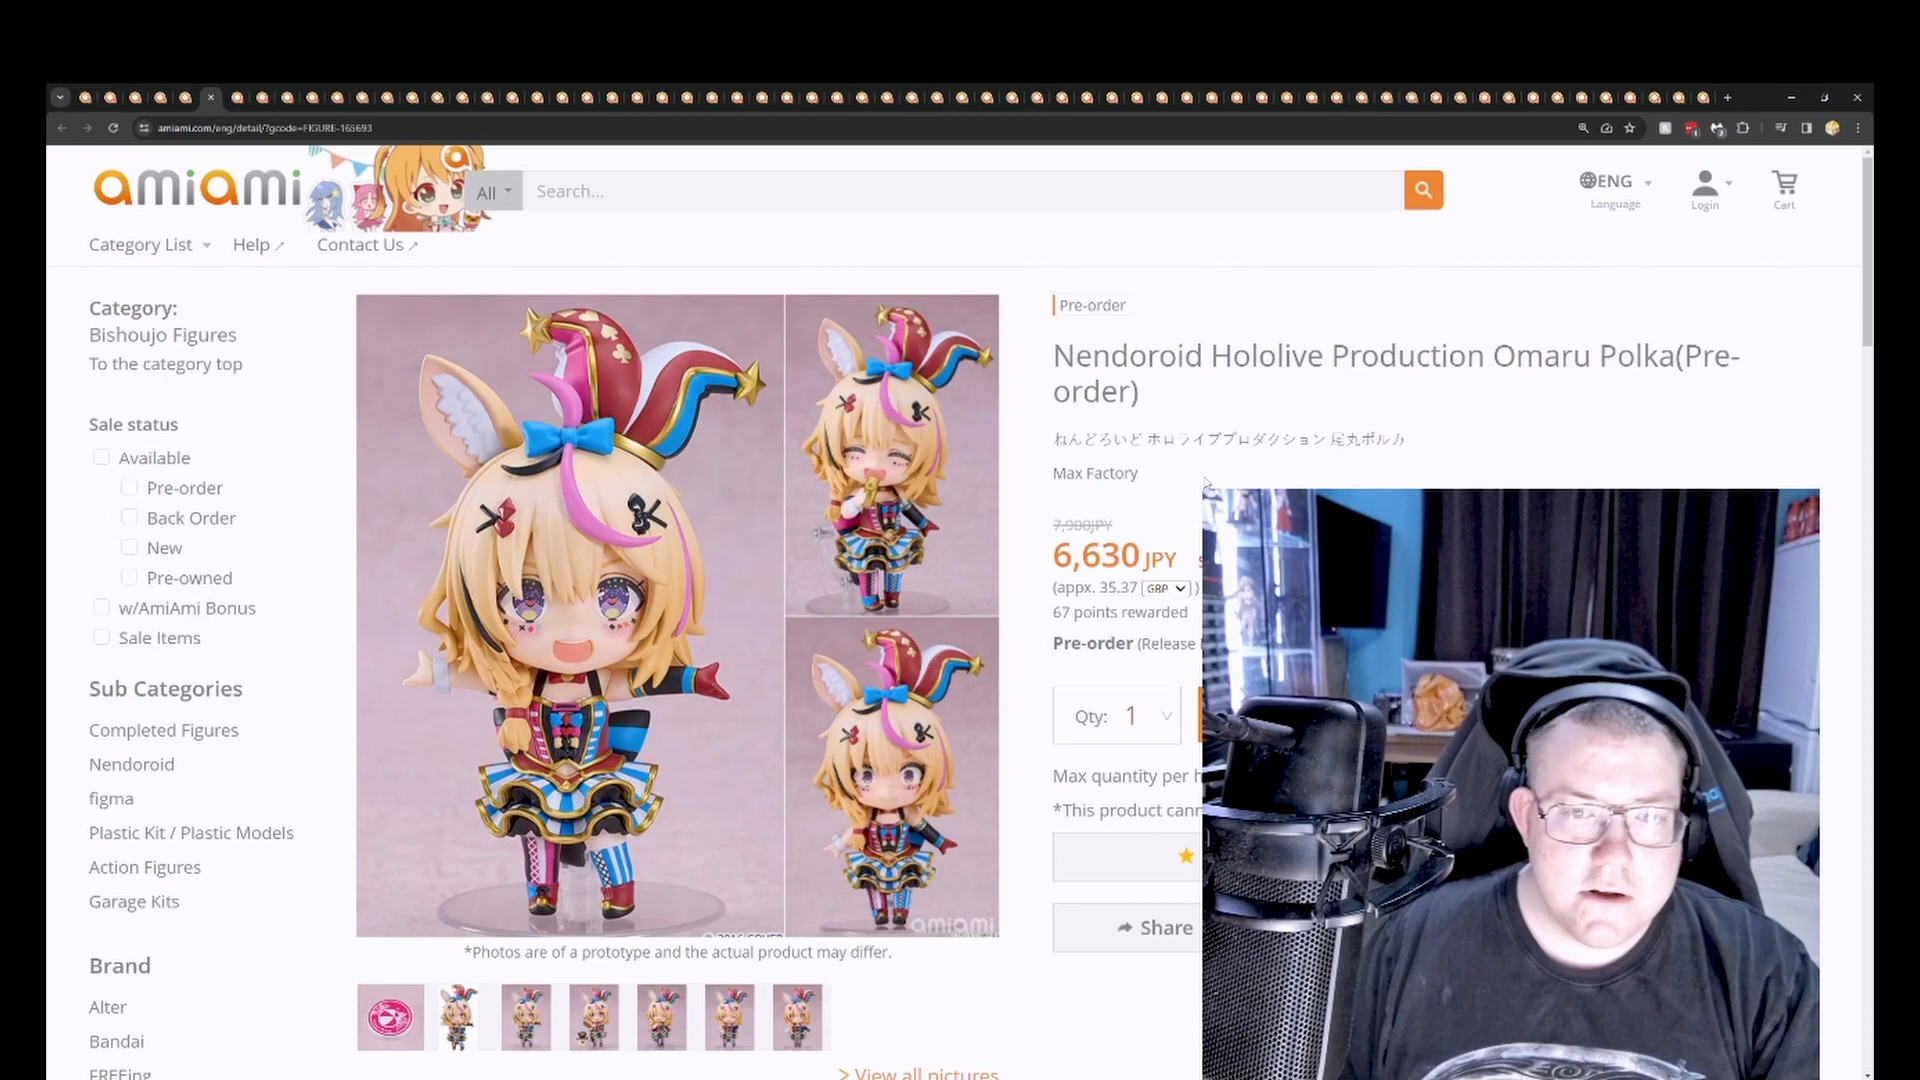 amiami.com/eng/detail/?gcode=FIGURE-165693
amiami
All
Search...
ENG
Language
Login
Cart
Category List
Help
Contact Us
Category:
Bishoujo Figures
To the category top
Sale status
Available
Pre-order
Back Order
New
Pre-owned
w/AmiAmi Bonus
Sale Items
Sub Categories
Completed Figures
Nendoroid
figma
Plastic Kit / Plastic Models
Action Figures
Garage Kits
Brand
Alter
Bandai
FREEing
amiami
*Photos are of a prototype and the actual product may differ.
> View all pictures
Pre-order
Nendoroid Hololive Production Omaru Polka(Pre-
order)
ねんどろいど ホロライブプロダクション 尾丸ポルカ
Max Factory
7,900JPY
6,630 JPY
(appx. 35.37 GBP )
67 points rewarded
Pre-order (Release
Qty: 1
Max quantity per h
*This product cann
Share